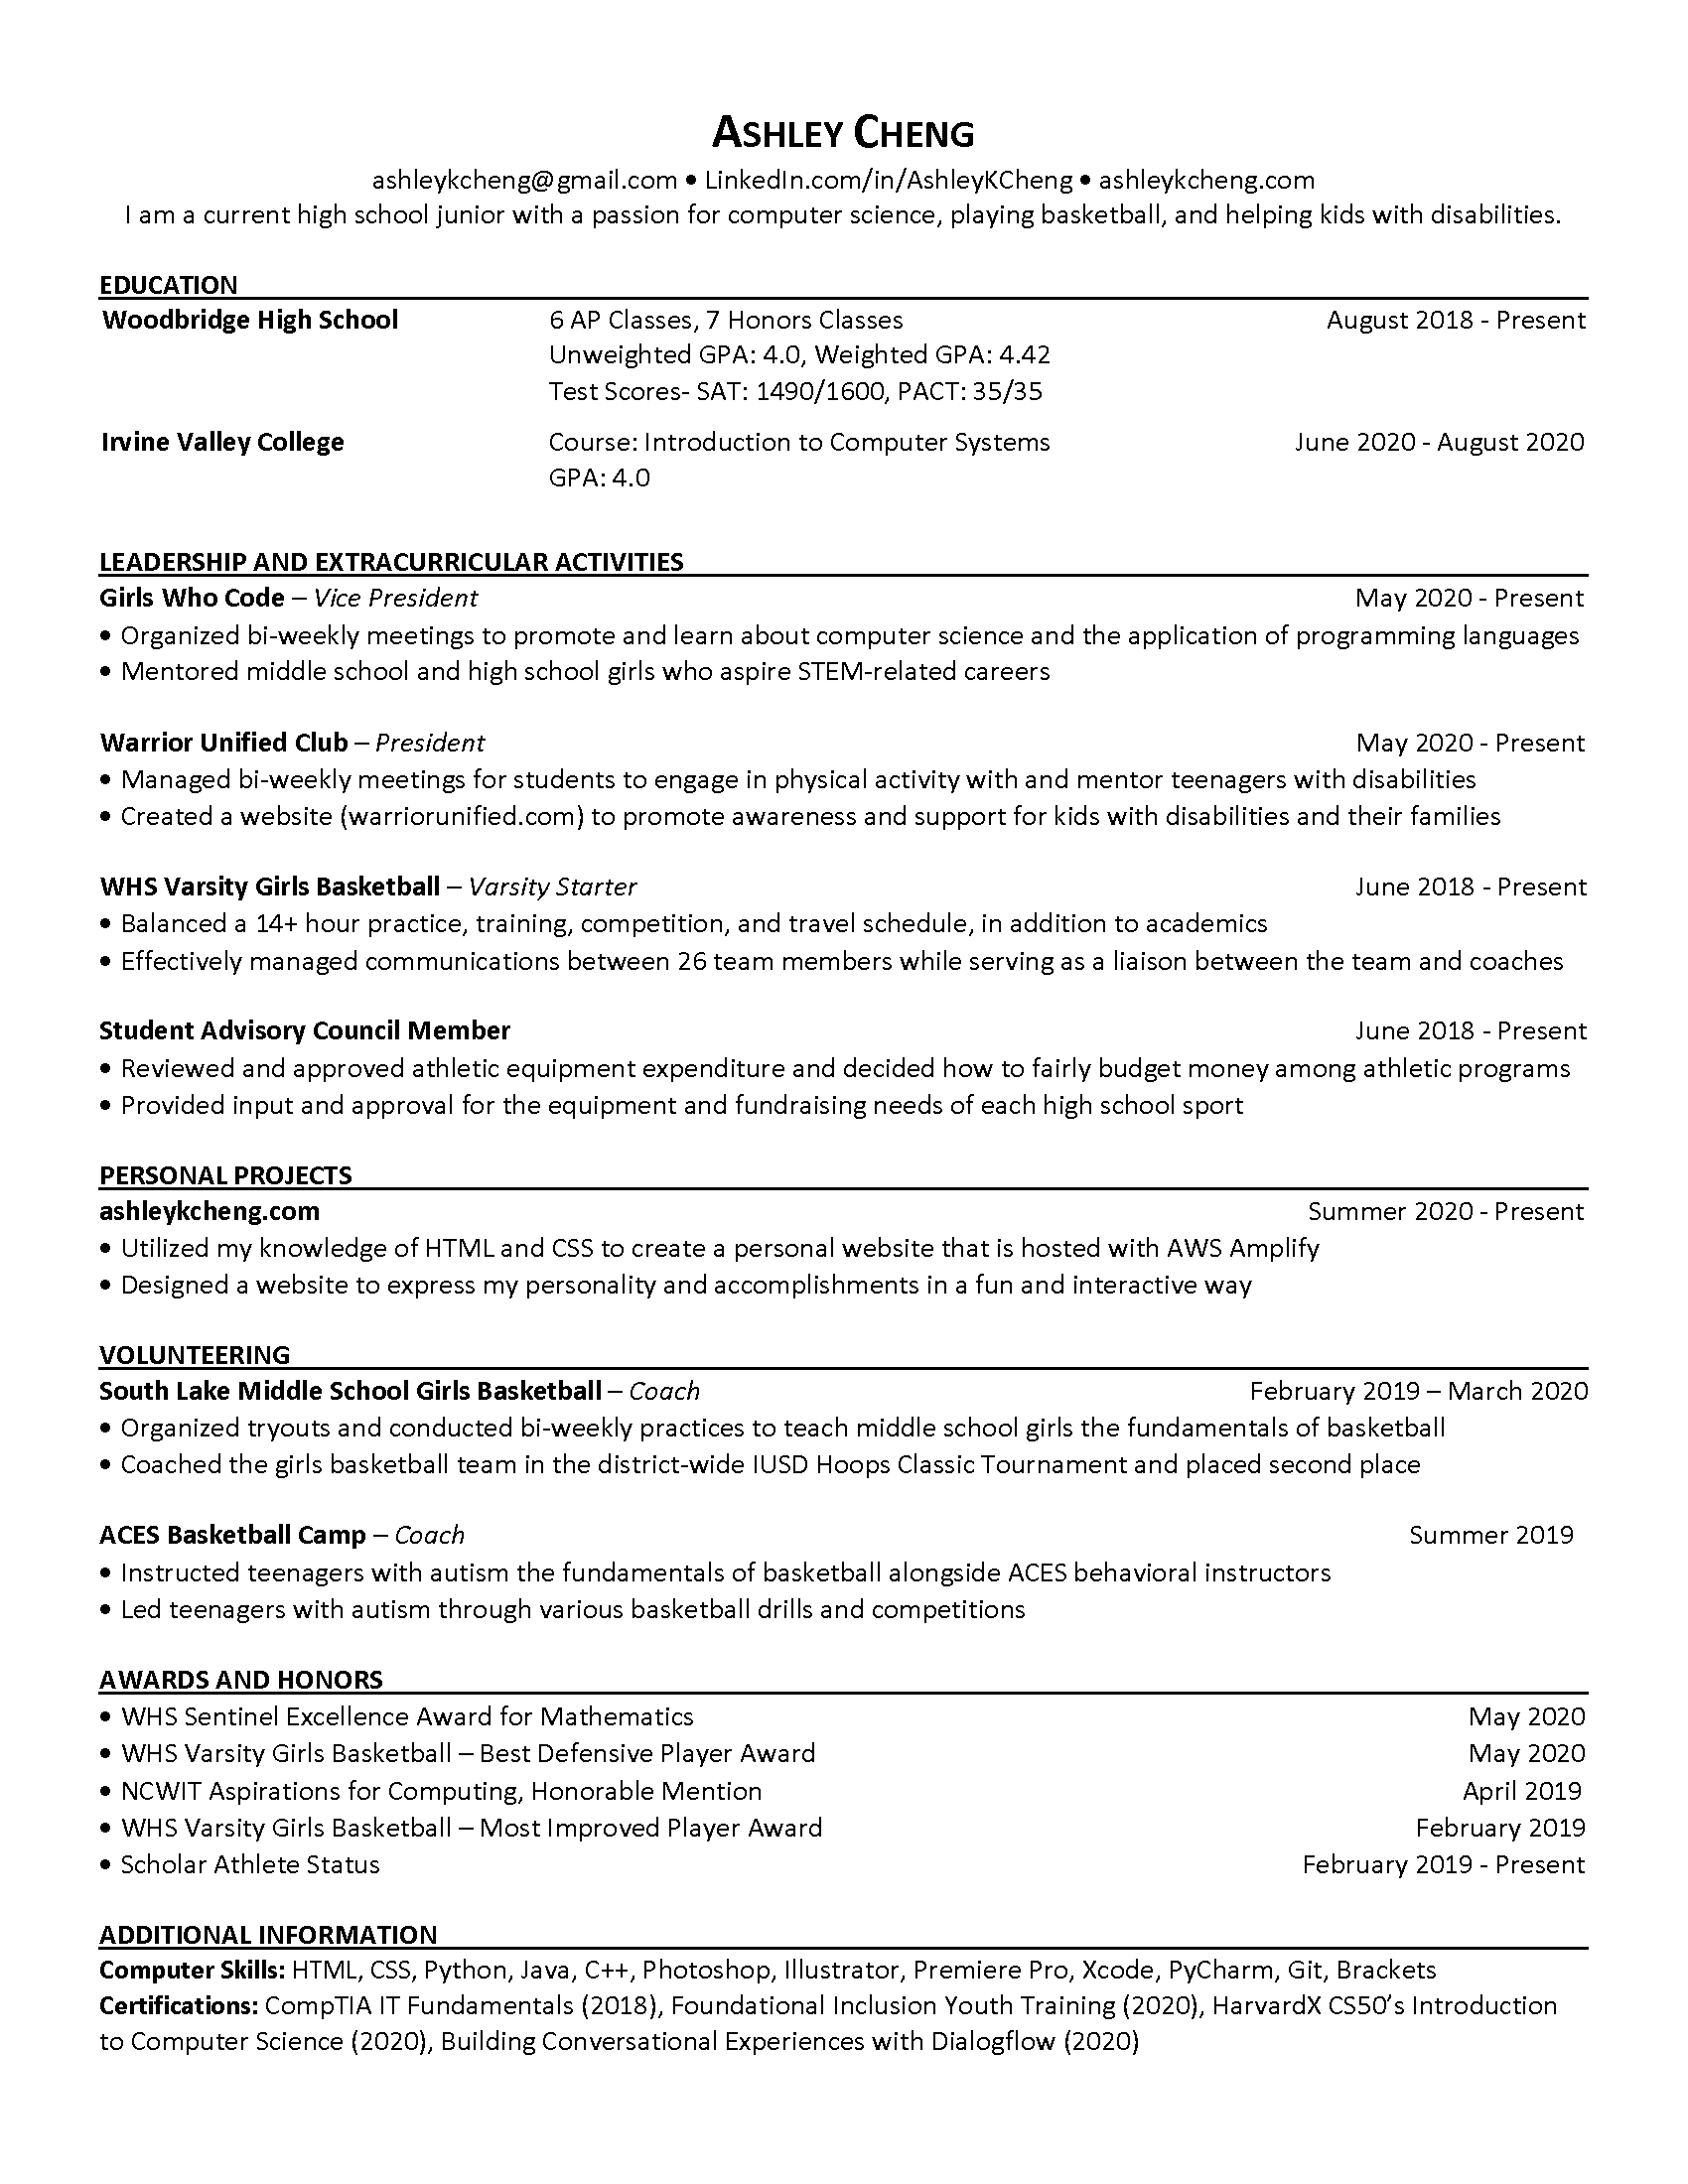 ASHLEY CHENG
ashleykcheng@gmail.com • LinkedIn.com/in/AshleyKCheng • ashleykcheng.com
I am a current high school junior with a passion for computer science, playing basketball, and helping kids with disabilities.
EDUCATION
Woodbridge High School 6 AP Classes, 7 Honors Classes August 2018 - Present
Unweighted GPA: 4.0, Weighted GPA: 4.42
Test Scores- SAT: 1490/1600, PACT: 35/35
Irvine Valley College Course: Introduction to Computer Systems June 2020 - August 2020
GPA: 4.0
LEADERSHIP AND EXTRACURRICULAR ACTIVITIES
Girls Who Code – Vice President May 2020 - Present
• Organized bi-weekly meetings to promote and learn about computer science and the application of programming languages
• Mentored middle school and high school girls who aspire STEM-related careers
Warrior Unified Club – President May 2020 - Present
• Managed bi-weekly meetings for students to engage in physical activity with and mentor teenagers with disabilities
• Created a website (warriorunified.com) to promote awareness and support for kids with disabilities and their families
WHS Varsity Girls Basketball – Varsity Starter June 2018 - Present
• Balanced a 14+ hour practice, training, competition, and travel schedule, in addition to academics
• Effectively managed communications between 26 team members while serving as a liaison between the team and coaches
Student Advisory Council Member June 2018 - Present
• Reviewed and approved athletic equipment expenditure and decided how to fairly budget money among athletic programs
• Provided input and approval for the equipment and fundraising needs of each high school sport
PERSONAL PROJECTS
ashleykcheng.com Summer 2020 - Present
• Utilized my knowledge of HTML and CSS to create a personal website that is hosted with AWS Amplify
• Designed a website to express my personality and accomplishments in a fun and interactive way
VOLUNTEERING
South Lake Middle School Girls Basketball – Coach February 2019 – March 2020
• Organized tryouts and conducted bi-weekly practices to teach middle school girls the fundamentals of basketball
• Coached the girls basketball team in the district-wide IUSD Hoops Classic Tournament and placed second place
ACES Basketball Camp – Coach Summer 2019
• Instructed teenagers with autism the fundamentals of basketball alongside ACES behavioral instructors
• Led teenagers with autism through various basketball drills and competitions
AWARDS AND HONORS
• WHS Sentinel Excellence Award for Mathematics May 2020
• WHS Varsity Girls Basketball – Best Defensive Player Award May 2020
• NCWIT Aspirations for Computing, Honorable Mention April 2019
• WHS Varsity Girls Basketball – Most Improved Player Award February 2019
• Scholar Athlete Status February 2019 - Present
ADDITIONAL INFORMATION
Computer Skills: HTML, CSS, Python, Java, C++, Photoshop, Illustrator, Premiere Pro, Xcode, PyCharm, Git, Brackets
Certifications: CompTIA IT Fundamentals (2018), Foundational Inclusion Youth Training (2020), HarvardX CS50’s Introduction
to Computer Science (2020), Building Conversational Experiences with Dialogflow (2020)